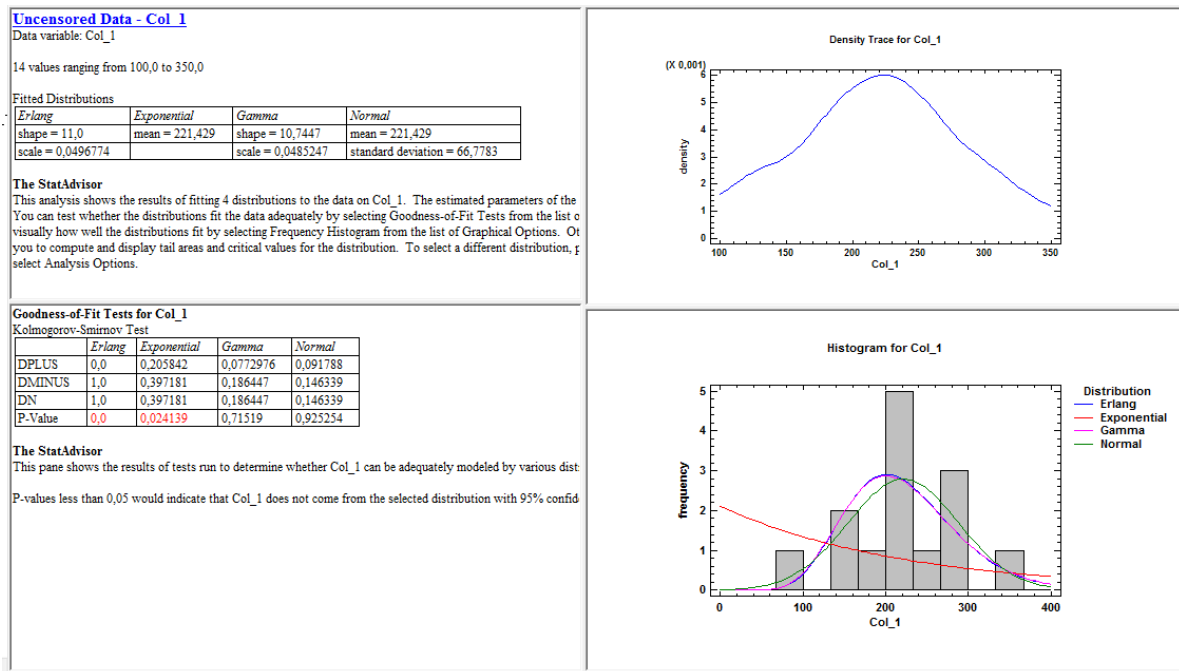 Uncensored Data - Col_1
Data variable: Col_1
14 values ranging from 100,0 to 350,0
Fitted Distributions
Erlang Exponential Gamma Normal
shape = 11,0 mean = 221,429 shape = 10,7447 mean = 221,429
scale = 0,0496774 scale = 0,0485247 standard deviation = 66,7783
The StatAdvisor
This analysis shows the results of fitting 4 distributions to the data on Col_1. The estimated parameters of the
You can test whether the distributions fit the data adequately by selecting Goodness-of-Fit Tests from the list o
visually how well the distributions fit by selecting Frequency Histogram from the list of Graphical Options. Ot
you to compute and display tail areas and critical values for the distribution. To select a different distribution, p
select Analysis Options.
Density Trace for Col_1
(X 0,001)
6
5
4
3
2
1
0
density
100 150 200 250 300 350
Col_1
Goodness-of-Fit Tests for Col_1
Kolmogorov-Smirnov Test
Erlang Exponential Gamma Normal
DPLUS 0,0 0,205842 0,0772976 0,091788
DMINUS 1,0 0,397181 0,186447 0,146339
DN 1,0 0,397181 0,186447 0,146339
P-Value 0,0 0,024139 0,71519 0,925254
The StatAdvisor
This pane shows the results of tests run to determine whether Col_1 can be adequately modeled by various dist
P-values less than 0,05 would indicate that Col_1 does not come from the selected distribution with 95% confid
Histogram for Col_1
5
4
3
2
1
0
frequency
0 100 200 300 400
Col_1
Distribution
Erlang
Exponential
Gamma
Normal